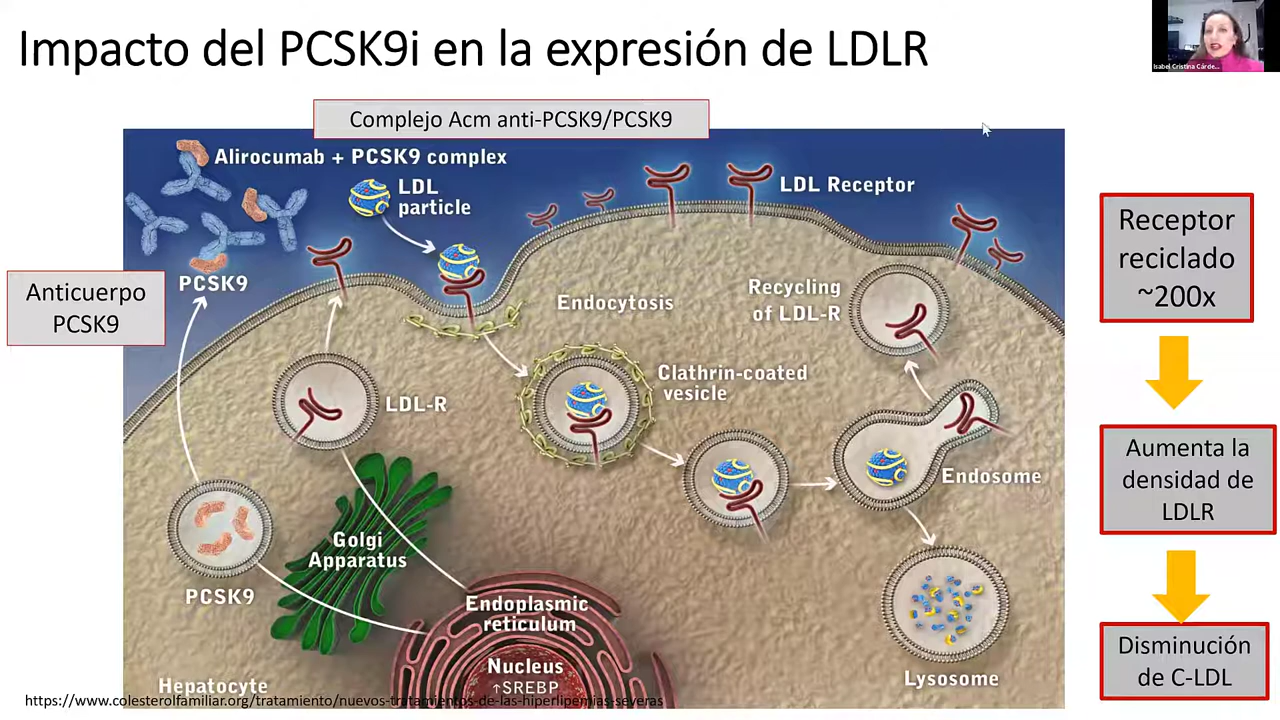 Impacto del PCSK9i en la expresión de LDLR
Isabel Cristina Cárde...
Complejo Acm anti-PCSK9/PCSK9
Alirocumab + PCSK9 complex
LDL
particle
LDL Receptor
PCSK9
Anticuerpo
PCSK9
Endocytosis
Recycling
of LDL-R
Clathrin-coated
vesicle
LDL-R
Endosome
Golgi
Apparatus
PCSK9
Endoplasmic
reticulum
Nucleus
↑SREBP
Lysosome
Hepatocyte
https://www.colesterolfamiliar.org/tratamiento/nuevos-tratamientos-de-las-hiperlipemias-severas
Receptor
reciclado
~200x
Aumenta la
densidad de
LDLR
Disminución
de C-LDL